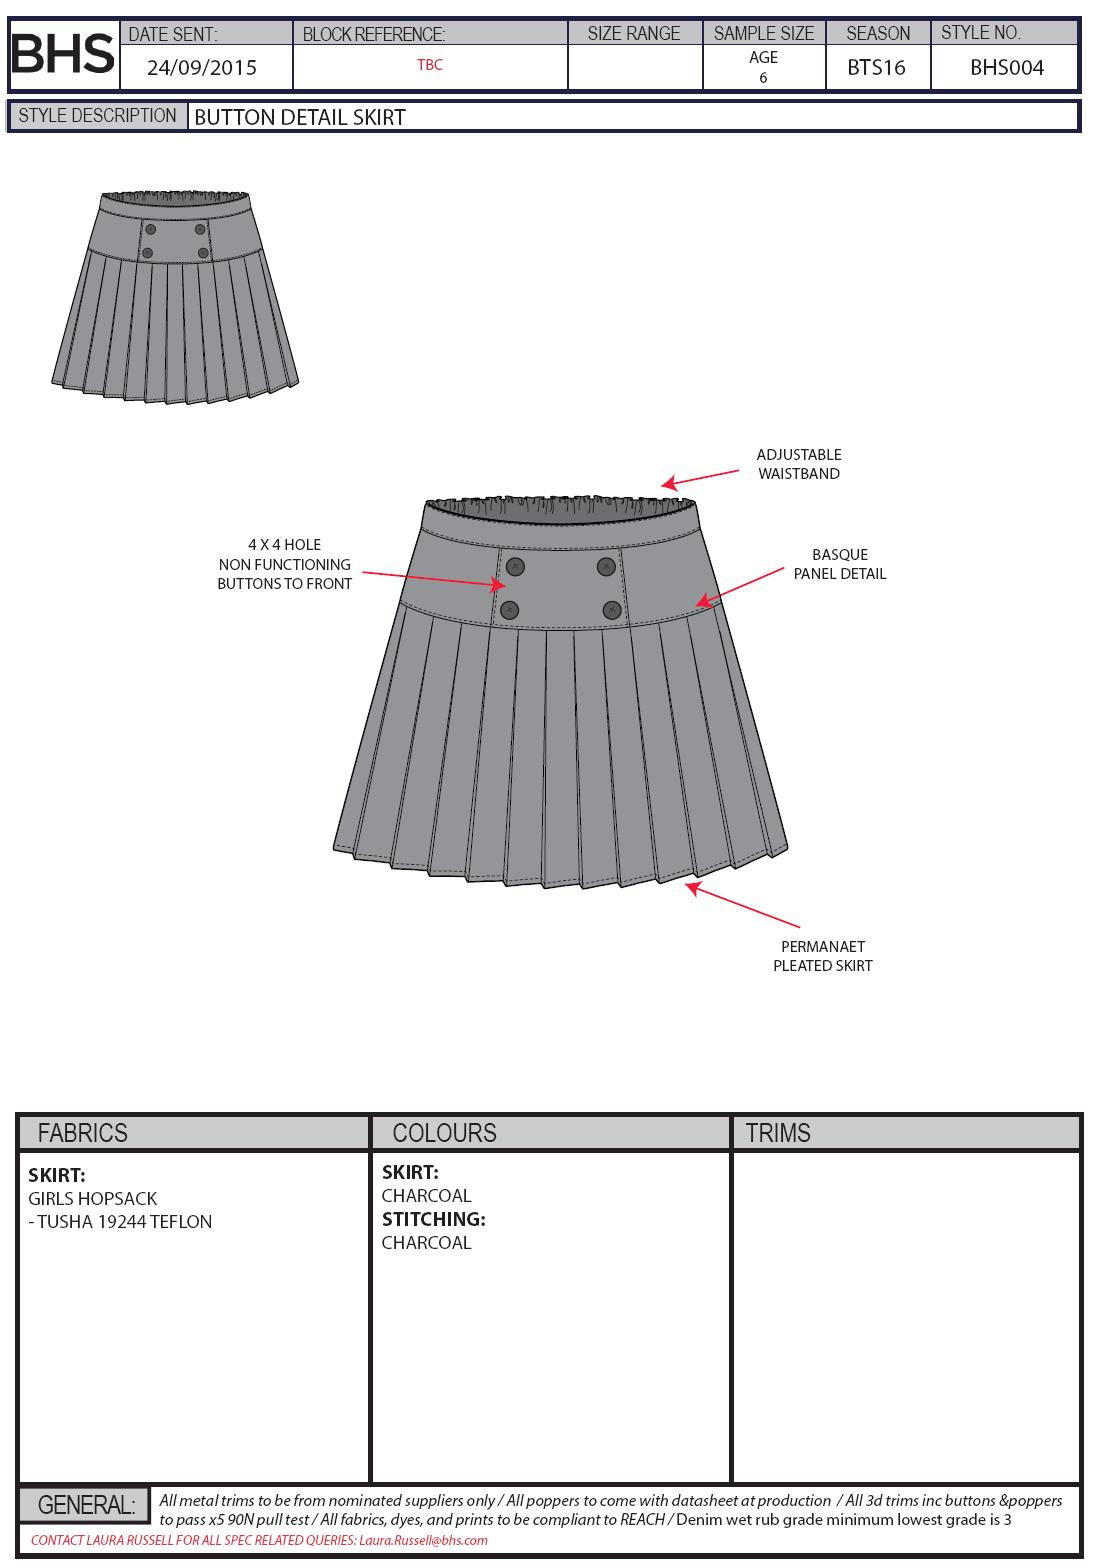 BHS
DATE SENT:
24/09/2015
BLOCK REFERENCE:
TBC
SIZE RANGE
SAMPLE SIZE
AGE
6
SEASON
BTS16
STYLE NO.
BHS004
STYLE DESCRIPTION
BUTTON DETAIL SKIRT
ADJUSTABLE
WAISTBAND
4 X 4 HOLE
NON FUNCTIONING
BUTTONS TO FRONT
BASQUE
PANEL DETAIL
PERMANAET
PLEATED SKIRT
FABRICS
SKIRT:
GIRLS HOPSACK
- TUSHA 19244 TEFLON
COLOURS
SKIRT:
CHARCOAL
STITCHING:
CHARCOAL
TRIMS
GENERAL:
All metal trims to be from nominated suppliers only / All poppers to come with datasheet at production / All 3d trims inc buttons &poppers
to pass x5 90N pull test / All fabrics, dyes, and prints to be compliant to REACH / Denim wet rub grade minimum lowest grade is 3
CONTACT LAURA RUSSELL FOR ALL SPEC RELATED QUERIES: Laura.Russell@bhs.com